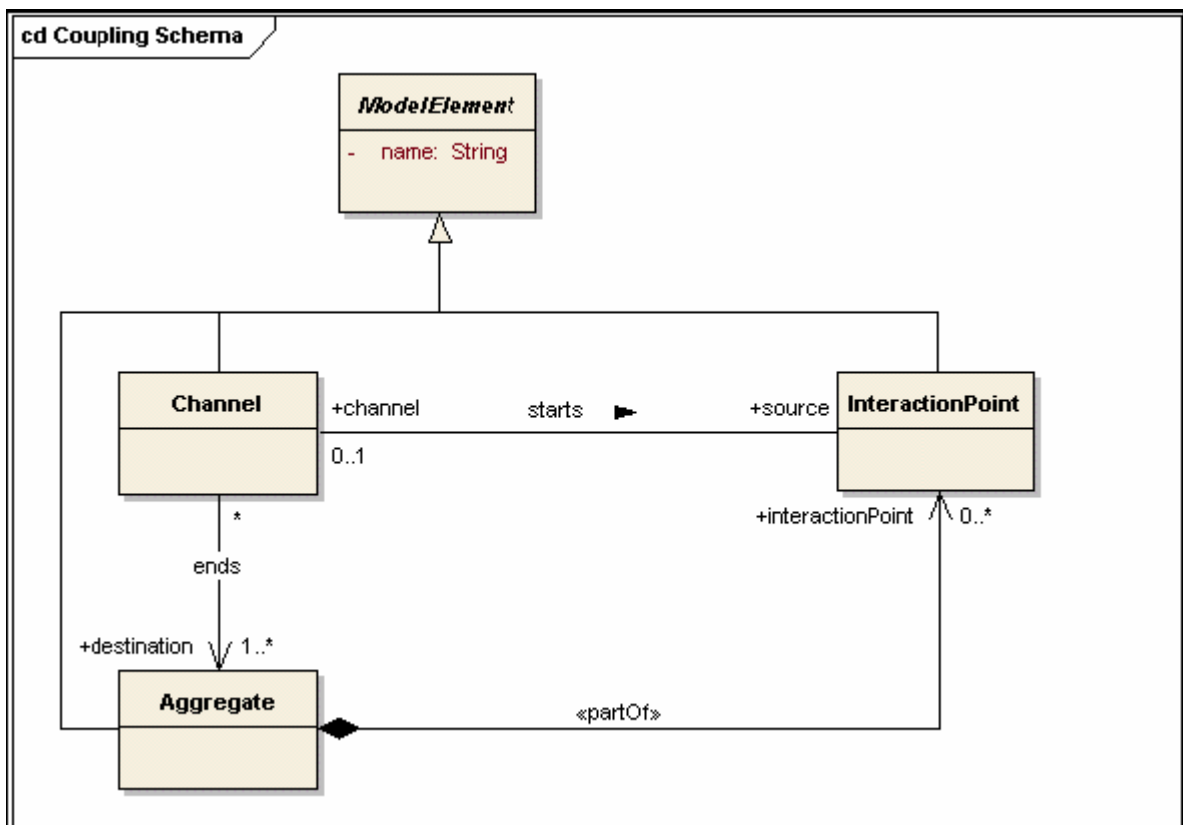 cd Coupling Schema
ModelElement
- name: String
Channel
+channel
starts
+source
InteractionPoint
0..1
*
+interactionPoint
0..*
ends
+destination
1..*
Aggregate
«partOf»